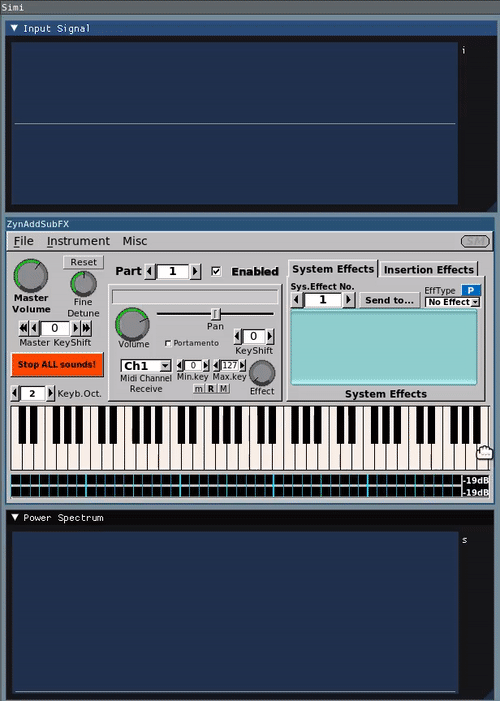 Simi
▼ Input Signal
i
ZynAddSubFX
File Instrument Misc
Reset
Master Volume
Fine Detune
0
Master KeyShift
Stop ALL sounds!
2 Keyb.Oct.
Part 1 Enabled
Volume
Pan
Portamento
0
KeyShift
Ch1
Midi Channel Receive
0
Min.key
127
Max.key
m R M
Effect
System Effects Insertion Effects
Sys.Effect No.
1
Send to...
EffType P
No Effect
System Effects
-19dB
-19dB
▼ Power Spectrum
s